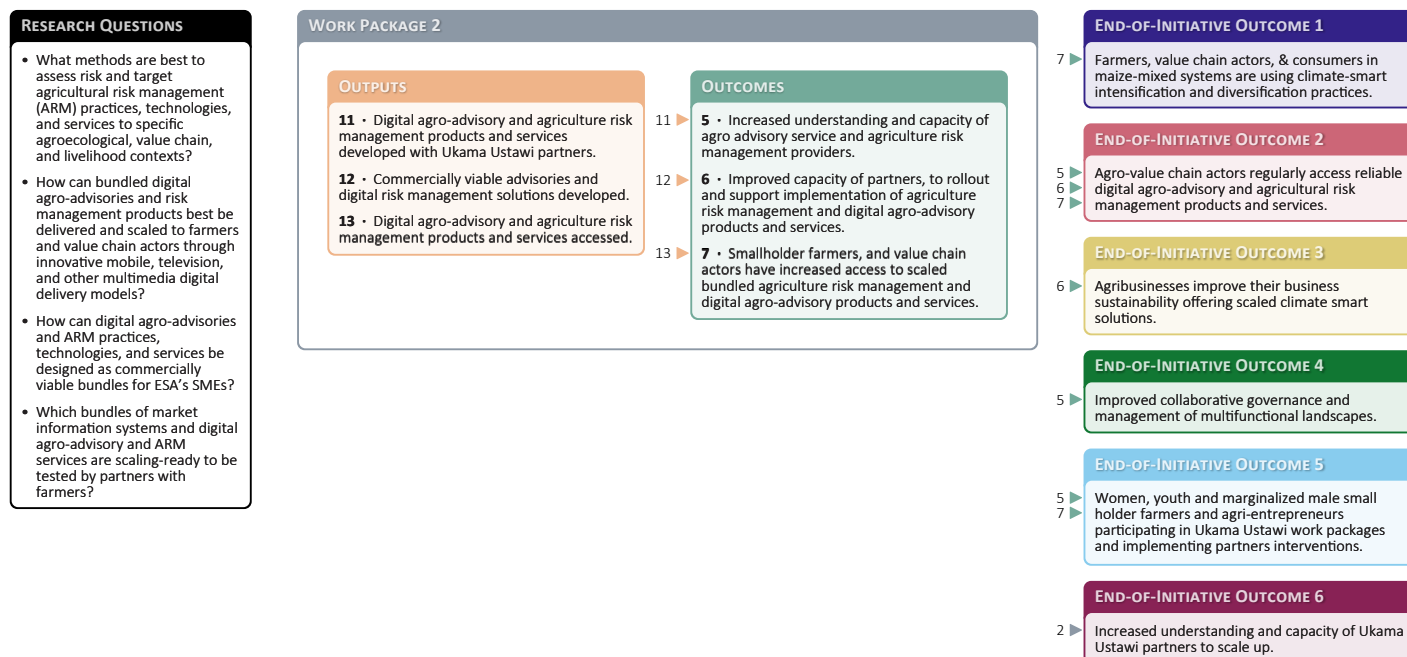 RESEARCH QUESTIONS
• What methods are best to
assess risk and target
agricultural risk management
(ARM) practices, technologies,
and services to specific
agroecological, value chain,
and livelihood contexts?
• How can bundled digital
agro-advisories and risk
management products best be
delivered and scaled to farmers
and value chain actors through
innovative mobile, television,
and other multimedia digital
delivery models?
• How can digital agro-advisories
and ARM practices,
technologies, and services be
designed as commercially
viable bundles for ESA's SMEs?
• Which bundles of market
information systems and digital
agro-advisory and ARM
services are scaling-ready to be
tested by partners with
farmers?
WORK PACKAGE 2
OUTPUTS
11 · Digital agro-advisory and agriculture risk
management products and services
developed with Ukama Ustawi partners.
12 · Commercially viable advisories and
digital risk management solutions developed.
13 · Digital agro-advisory and agriculture risk
management products and services accessed.
OUTCOMES
11
5 · Increased understanding and capacity of
agro advisory service and agriculture risk
management providers.
12
6 · Improved capacity of partners, to rollout
and support implementation of agriculture
risk management and digital agro-advisory
products and services.
13
7 · Smallholder farmers, and value chain
actors have increased access to scaled
bundled agriculture risk management and
digital agro-advisory products and services.
END-OF-INITIATIVE OUTCOME 1
7
Farmers, value chain actors, & consumers in
maize-mixed systems are using climate-smart
intensification and diversification practices.
END-OF-INITIATIVE OUTCOME 2
5
6
7
Agro-value chain actors regularly access reliable
digital agro-advisory and agricultural risk
management products and services.
END-OF-INITIATIVE OUTCOME 3
6
Agribusinesses improve their business
sustainability offering scaled climate smart
solutions.
END-OF-INITIATIVE OUTCOME 4
5
Improved collaborative governance and
management of multifunctional landscapes.
END-OF-INITIATIVE OUTCOME 5
5
7
Women, youth and marginalized male small
holder farmers and agri-entrepreneurs
participating in Ukama Ustawi work packages
and implementing partners interventions.
END-OF-INITIATIVE OUTCOME 6
2
Increased understanding and capacity of Ukama
Ustawi partners to scale up.